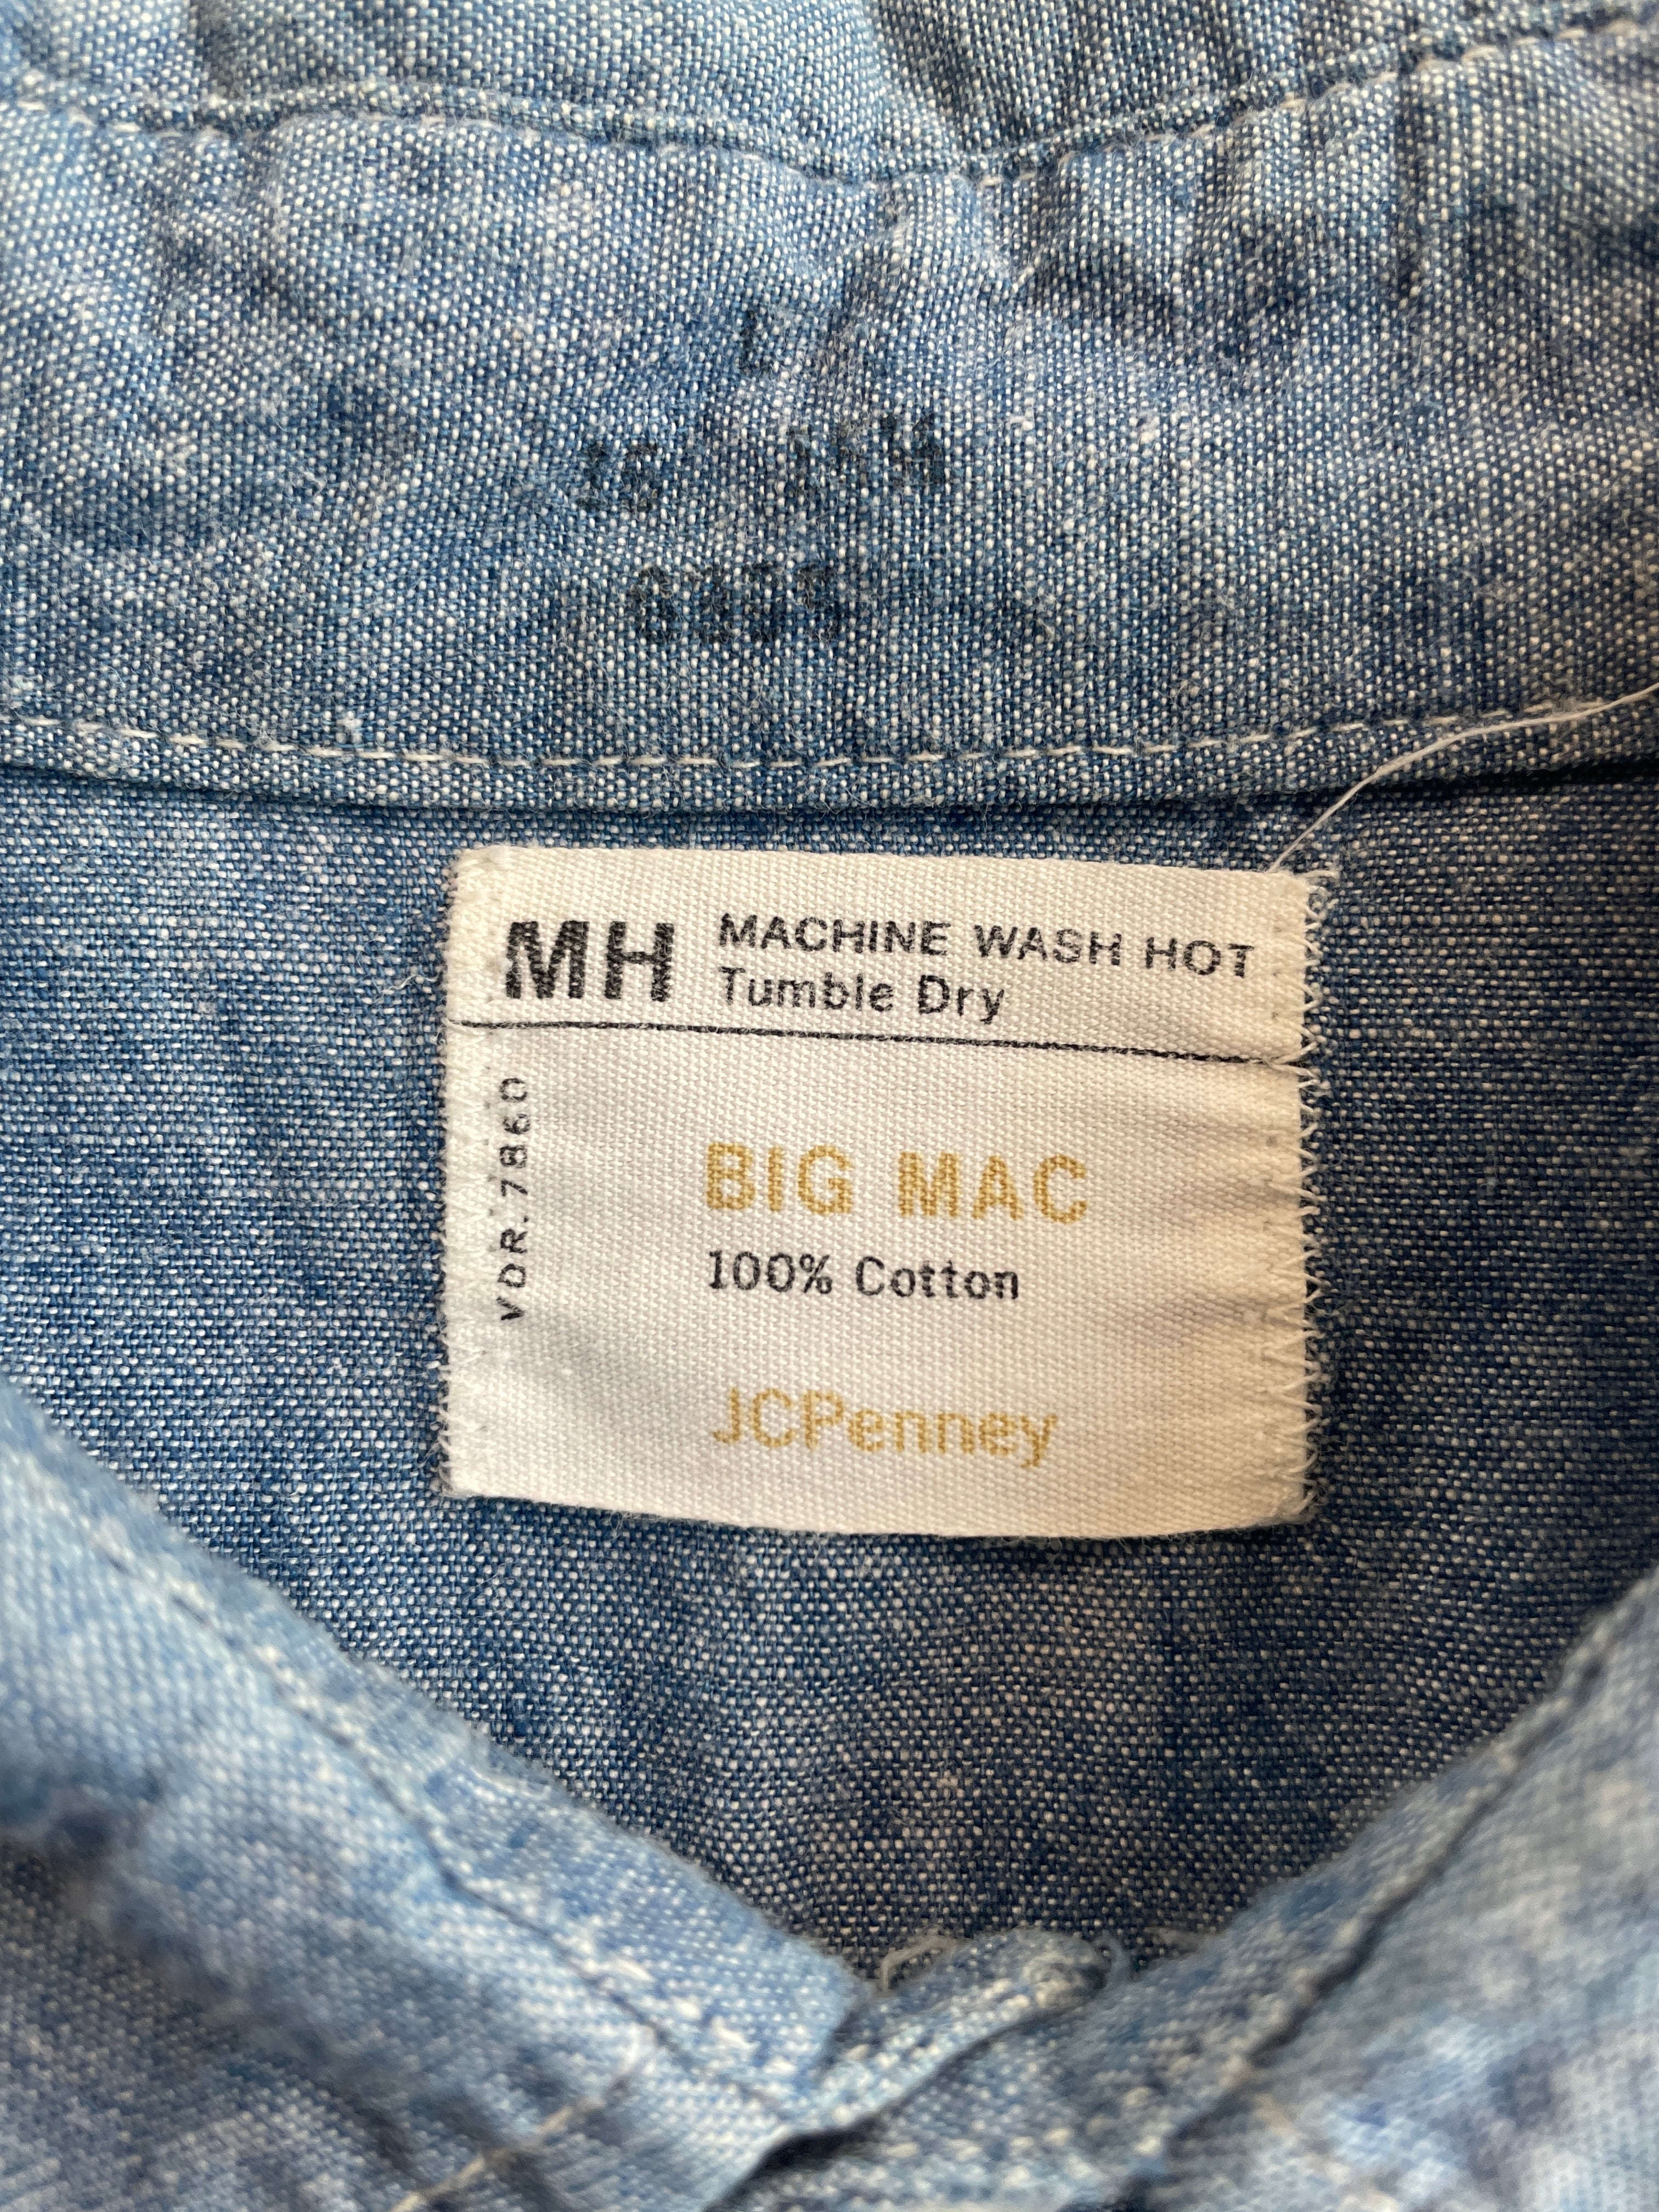 L
MH MACHINE WASH HOT
Tumble Dry
VDR.7860
BIG MAC
100% Cotton
JCPenney